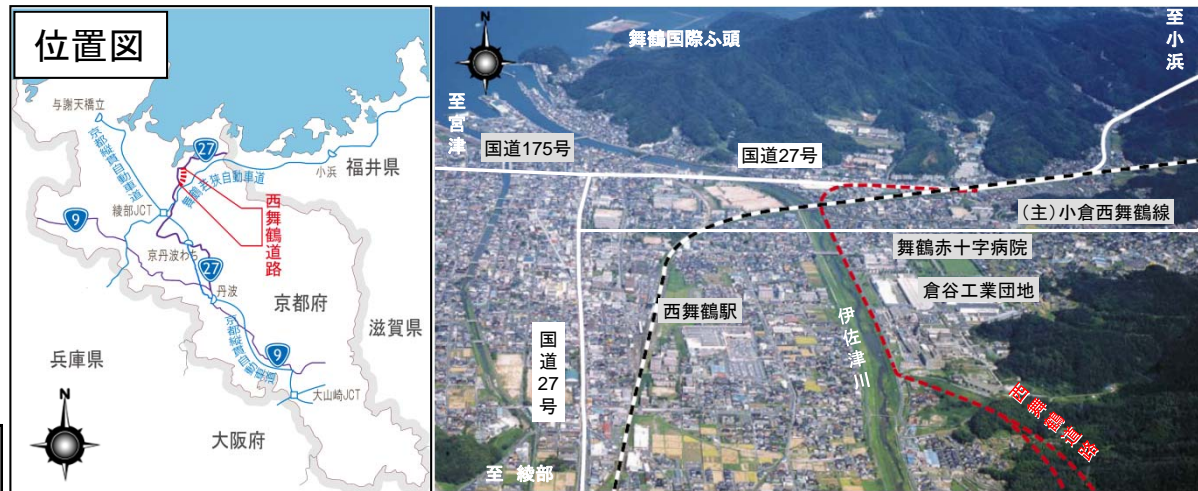 位置図
N
与謝天橋立
27
小浜
福井県
京都縦貫自動車道
舞鶴若狭自動車道
綾部JCT
西舞鶴道路
9
京丹波わち
27
丹波
京都府
滋賀県
京都縦貫自動車道
9
兵庫県
大山崎JCT
大阪府
N
舞鶴国際ふ頭
至小浜
至宮津
国道175号
国道27号
(主)小倉西舞鶴線
舞鶴赤十字病院
倉谷工業団地
西舞鶴駅
伊佐津川
国道27号
西舞鶴道路
至 綾部